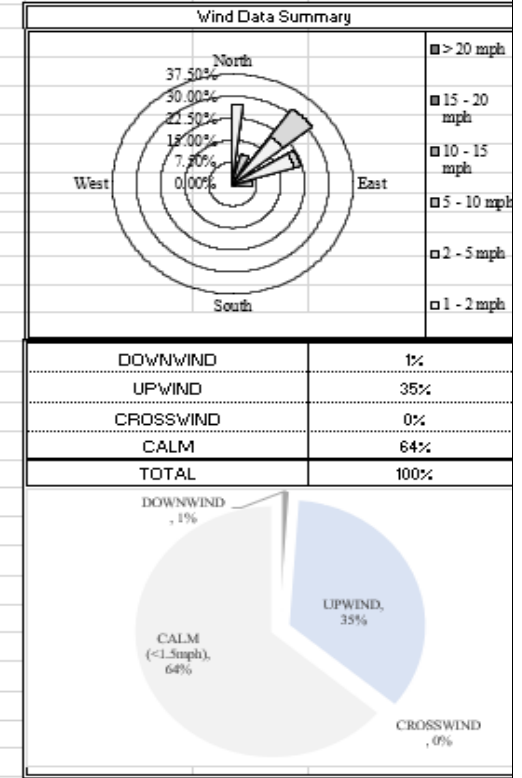 Wind Data Summary
North
37.50%
30.00%
22.50%
15.00%
7.50%
0.00%
West
East
South
> 20 mph
15 - 20
mph
10 - 15
mph
5 - 10 mph
2 - 5 mph
1 - 2 mph
DOWNWIND 1%
UPWIND 35%
CROSSWIND 0%
CALM 64%
TOTAL 100%
DOWNWIND
, 1%
UPWIND,
35%
CALM
(<1.5mph),
64%
CROSSWIND
, 0%